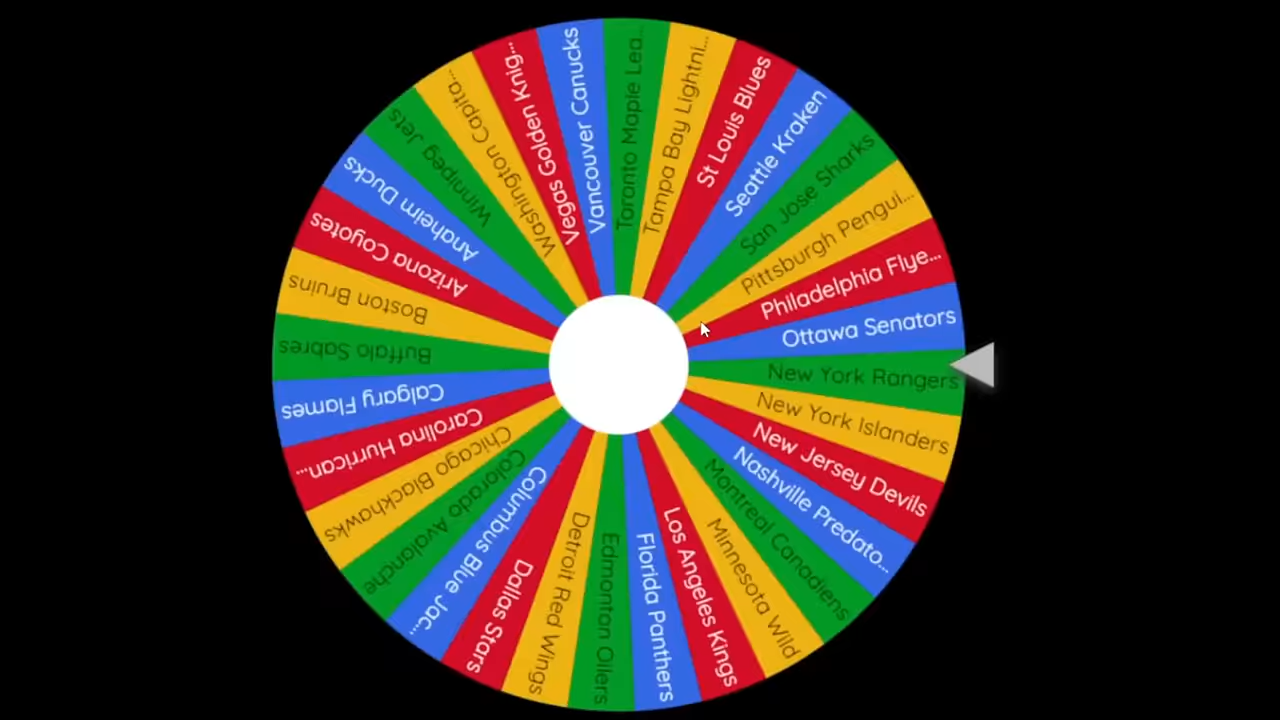 Toronto Maple Lea...
Tampa Bay Lightni...
St Louis Blues
Seattle Kraken
San Jose Sharks
Pittsburgh Pengui...
Philadelphia Flye...
Ottawa Senators
New York Rangers
New York Islanders
New Jersey Devils
Nashville Predato...
Montreal Canadiens
Minnesota Wild
Los Angeles Kings
Florida Panthers
Edmonton Oilers
Detroit Red Wings
Dallas Stars
Columbus Blue Jac...
Colorado Avalanche
Chicago Blackhawks
Carolina Hurrican...
Calgary Flames
Buffalo Sabres
Boston Bruins
Arizona Coyotes
Anaheim Ducks
Winnipeg Jets
Washington Capita...
Vegas Golden Knig...
Vancouver Canucks